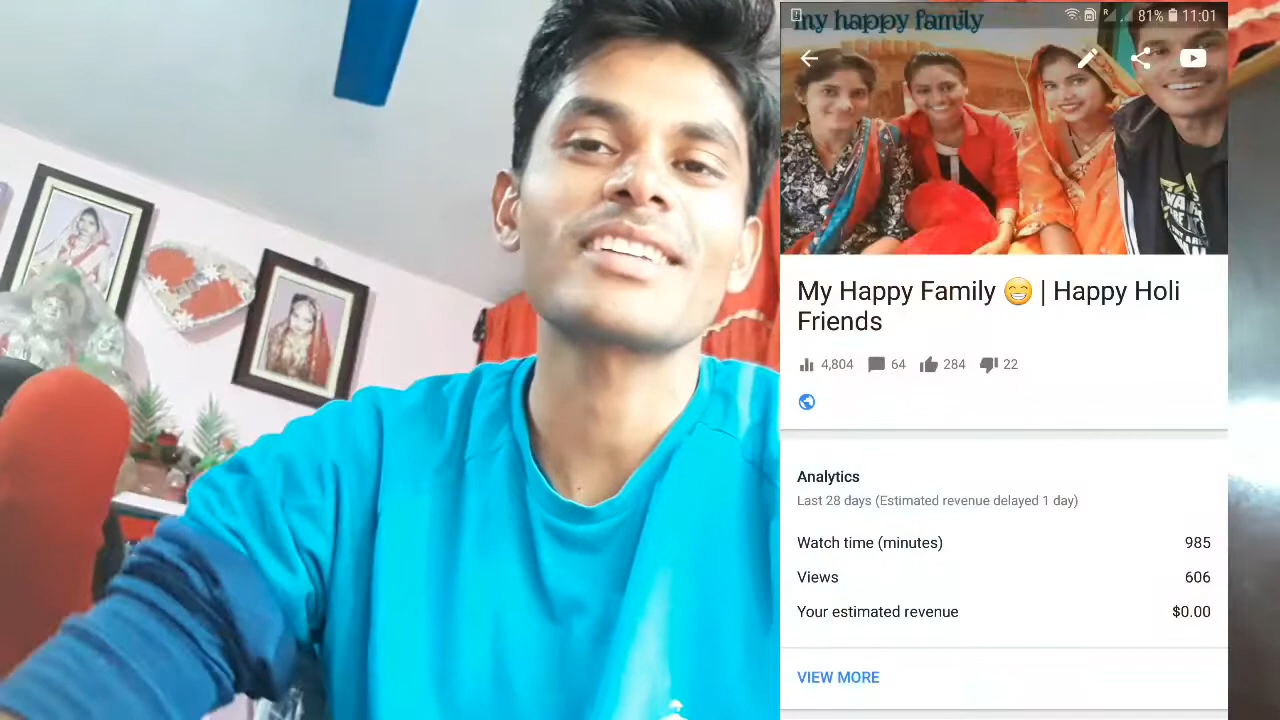 my happy family
R
81% 11:01
My Happy Family 😁 | Happy Holi
Friends
4,804 64 284 22
Analytics
Last 28 days (Estimated revenue delayed 1 day)
Watch time (minutes) 985
Views 606
Your estimated revenue $0.00
VIEW MORE